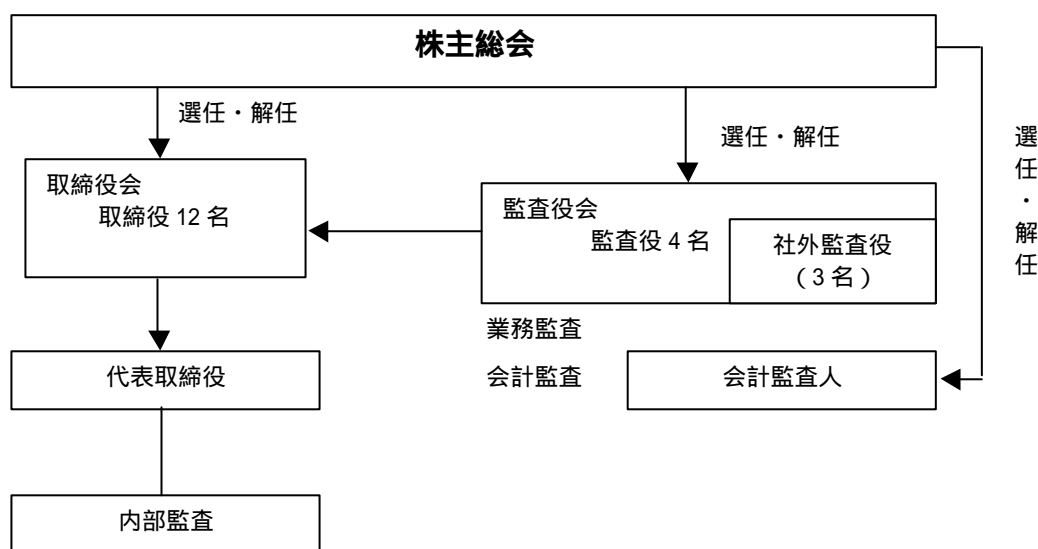 株主総会
選任・解任
選任・解任
選任・解任
取締役会
取締役 12 名
監査役会
監査役 4 名
社外監査役
(3 名)
業務監査
会計監査
代表取締役
会計監査人
内部監査